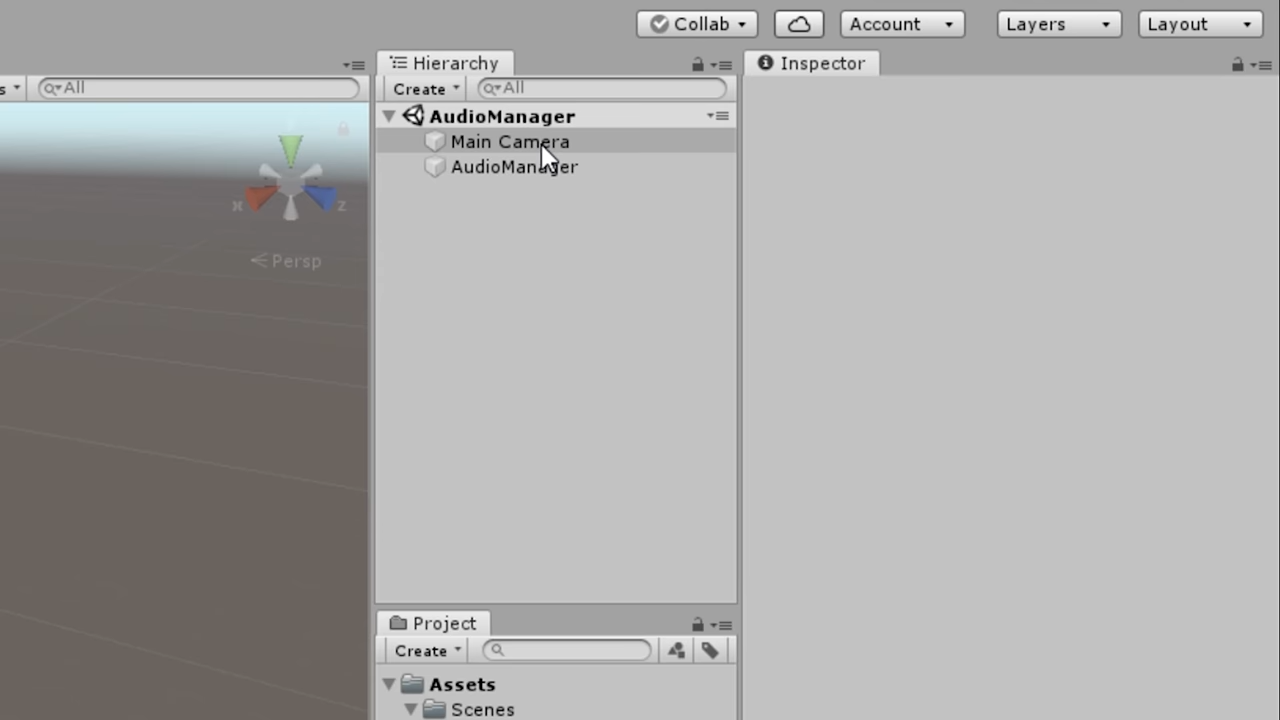 Collab
Account
Layers
Layout
Hierarchy
Inspector
s
All
Create
All
AudioManager
Main Camera
AudioManager
X
Z
Persp
Project
Create
Assets
Scenes